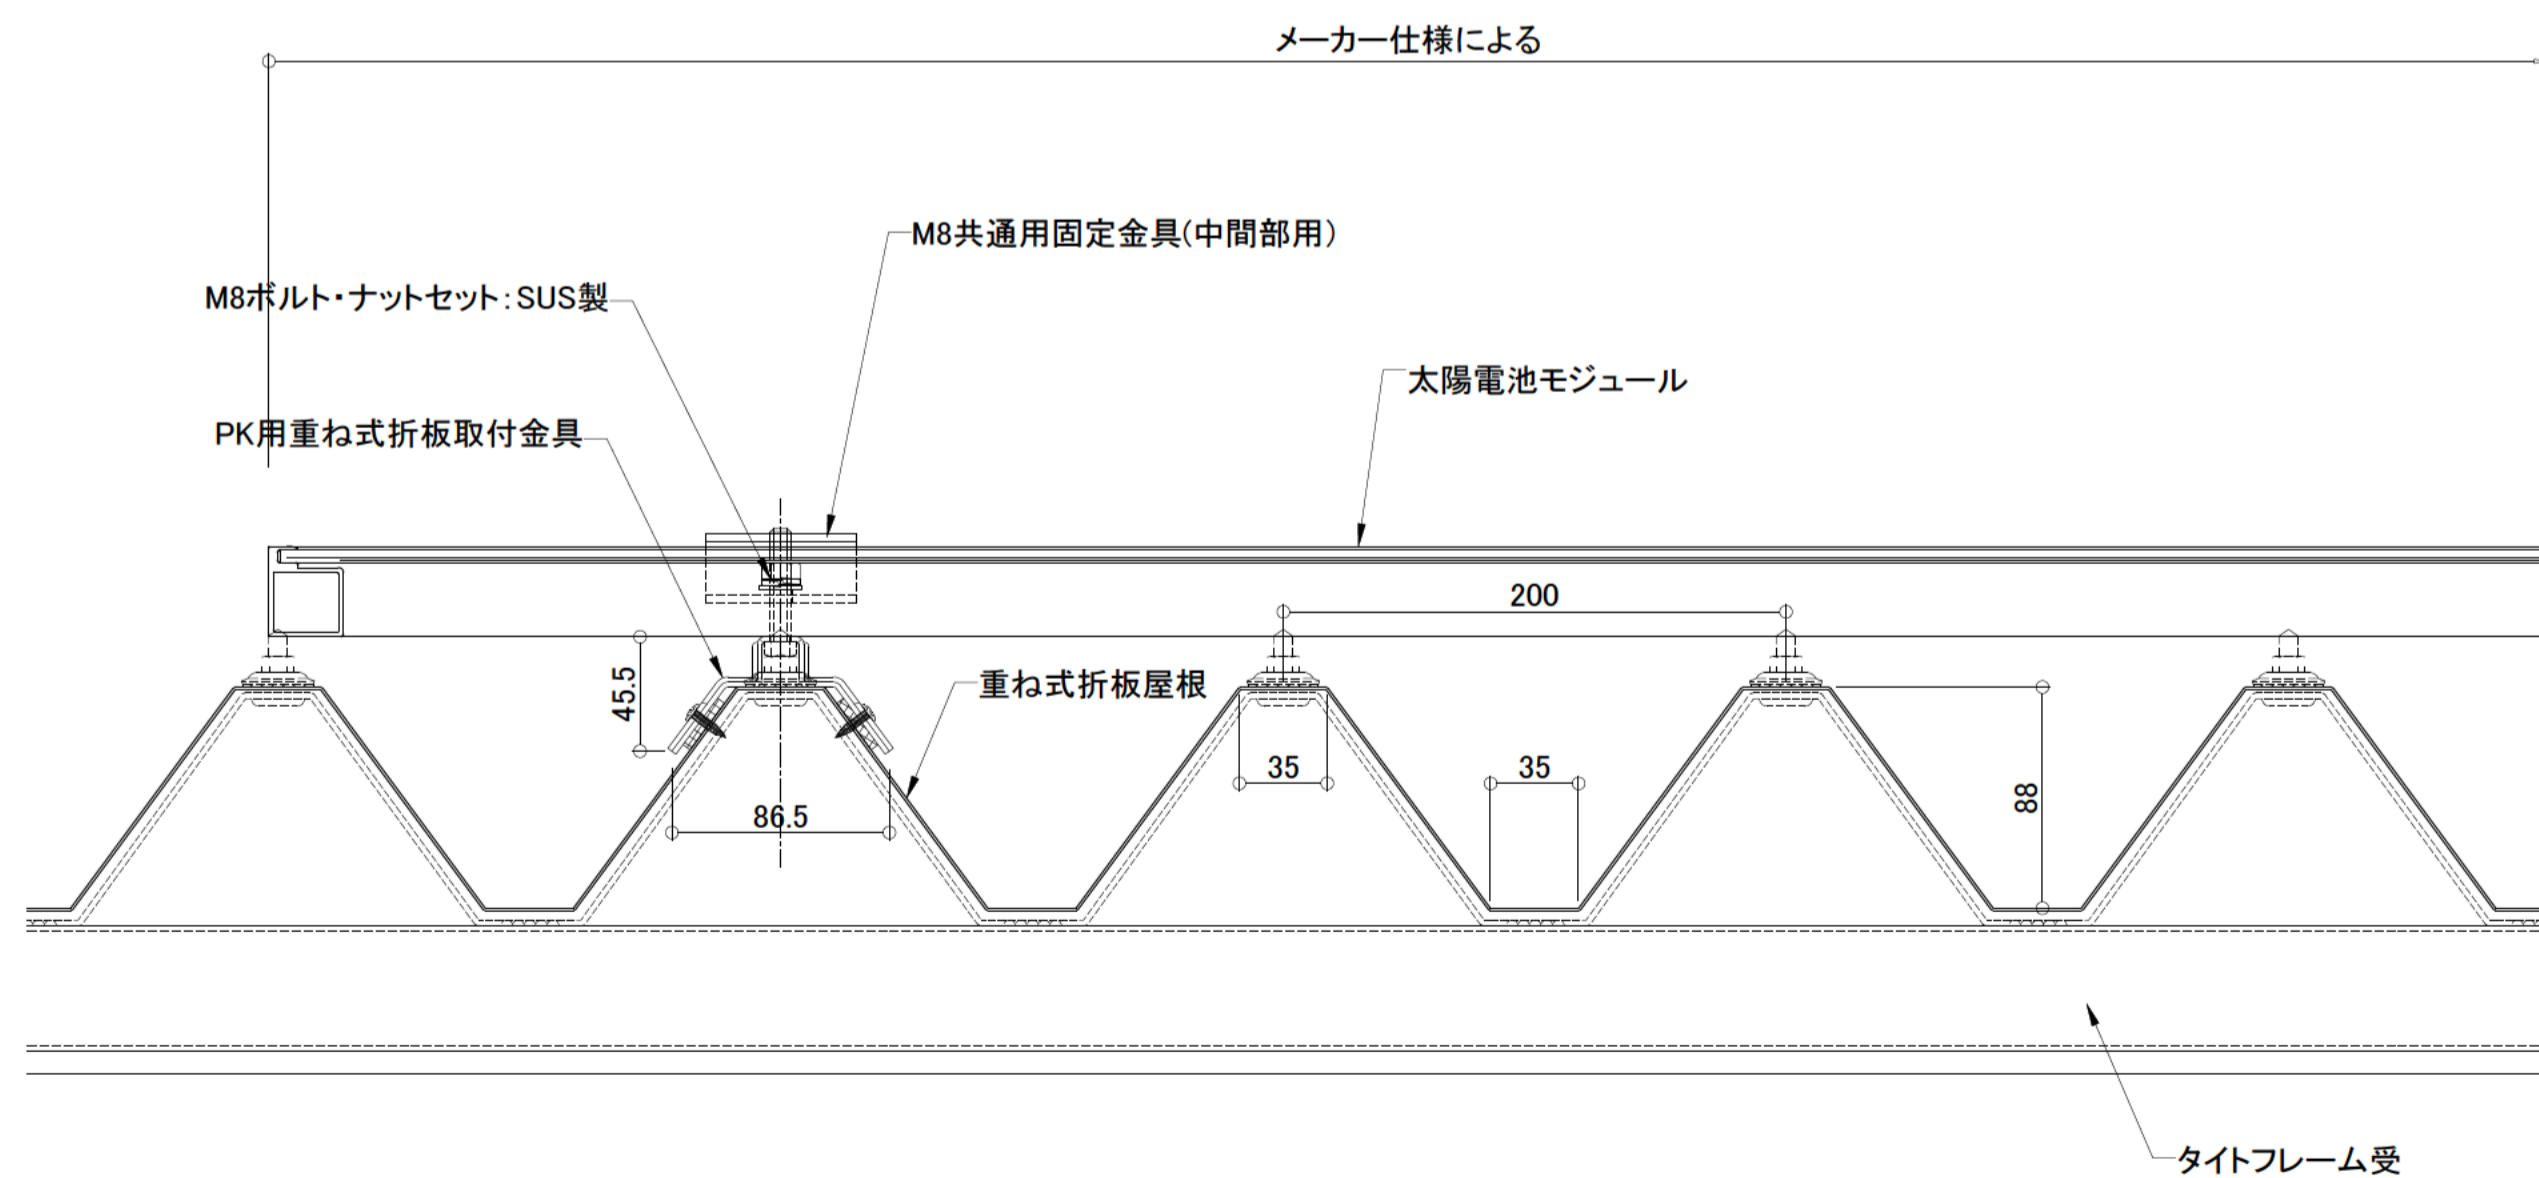 メーカー仕様による
M8共通用固定金具(中間部用)
M8ボルト・ナットセット:SUS製
太陽電池モジュール
PK用重ね式折板取付金具
200
45.5
重ね式折板屋根
35
35
88
86.5
タイトフレーム受